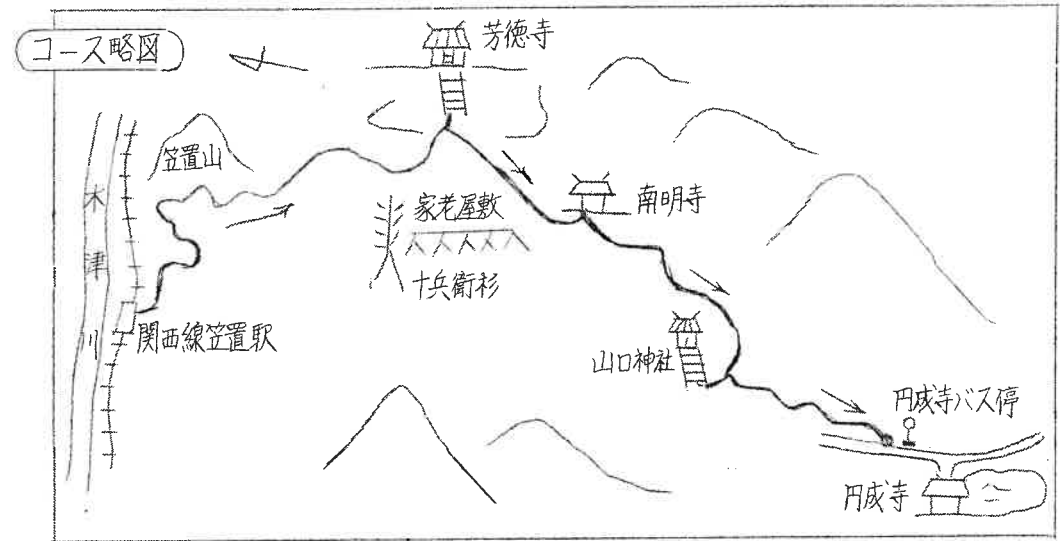 コース略図
芳徳寺
笠置山
木津川
家老屋敷
十兵衛杉
南明寺
関西線笠置駅
山口神社
円成寺バス停
円成寺